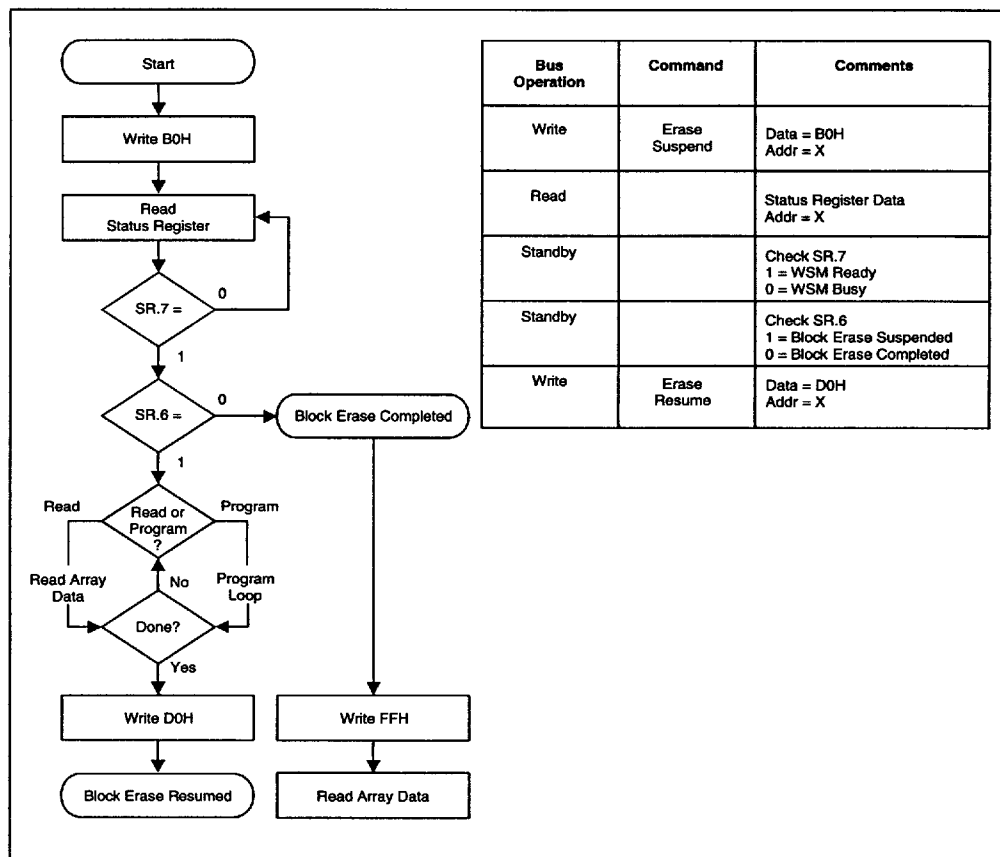 Start
Write B0H
Read
Status Register
SR.7 =
0
1
SR.6 =
0
Block Erase Completed
1
Read
Read or
Program
?
Program
Read Array
Data
No
Program
Loop
Done?
Yes
Write D0H
Write FFH
Block Erase Resumed
Read Array Data
Bus
Operation
Command
Comments
Write
Erase
Suspend
Data = B0H
Addr = X
Read
Status Register Data
Addr = X
Standby
Check SR.7
1 = WSM Ready
0 = WSM Busy
Standby
Check SR.6
1 = Block Erase Suspended
0 = Block Erase Completed
Write
Erase
Resume
Data = D0H
Addr = X